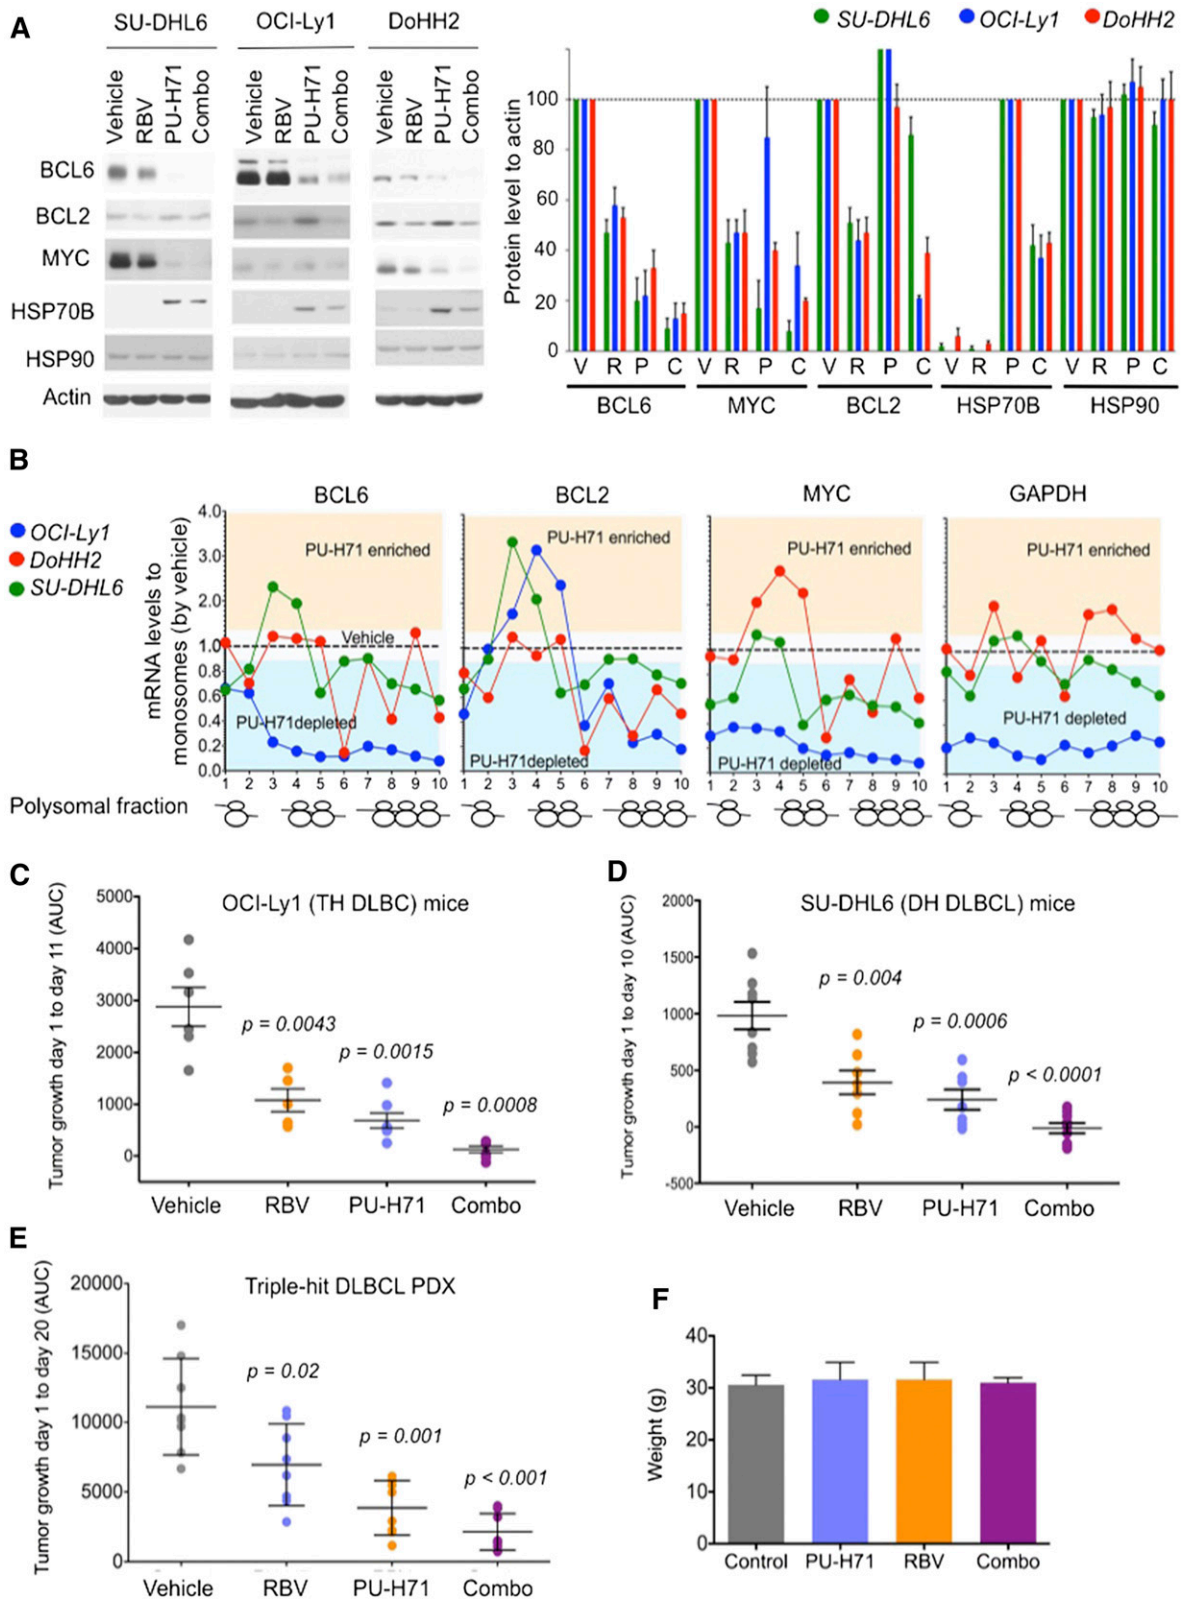 A
SU-DHL6 OCI-Ly1 DoHH2
Vehicle RBV PU-H71 Combo Vehicle RBV PU-H71 Combo Vehicle RBV PU-H71 Combo
BCL6
BCL2
MYC
HSP70B
HSP90
Actin
SU-DHL6 OCI-Ly1 DoHH2
Protein level to actin
100
80
60
40
20
0
V R P C V R P C V R P C V R P C V R P C
BCL6 MYC BCL2 HSP70B HSP90
B
OCI-Ly1
DoHH2
SU-DHL6
BCL6 BCL2 MYC GAPDH
mRNA levels to
monosomes (by vehicle)
4.0
3.0
2.0
1.0
0.8
0.6
0.4
0.2
0.0
PU-H71 enriched PU-H71 enriched PU-H71 enriched PU-H71 enriched
Vehicle
PU-H71depleted PU-H71depleted PU-H71 depleted PU-H71 depleted
1 2 3 4 5 6 7 8 9 10 1 2 3 4 5 6 7 8 9 10 1 2 3 4 5 6 7 8 9 10 1 2 3 4 5 6 7 8 9 10
Polysomal fraction
C
OCI-Ly1 (TH DLBC) mice
Tumor growth day 1 to day 11 (AUC)
5000
4000
3000
2000
1000
0
p = 0.0043
p = 0.0015
p = 0.0008
Vehicle RBV PU-H71 Combo
D
SU-DHL6 (DH DLBCL) mice
Tumor growth day 1 to day 10 (AUC)
2000
1500
1000
500
0
-500
p = 0.004
p = 0.0006
p < 0.0001
Vehicle RBV PU-H71 Combo
E
Triple-hit DLBCL PDX
Tumor growth day 1 to day 20 (AUC)
20000
15000
10000
5000
0
p = 0.02
p = 0.001
p < 0.001
Vehicle RBV PU-H71 Combo
F
Weight (g)
40
30
20
10
0
Control PU-H71 RBV Combo